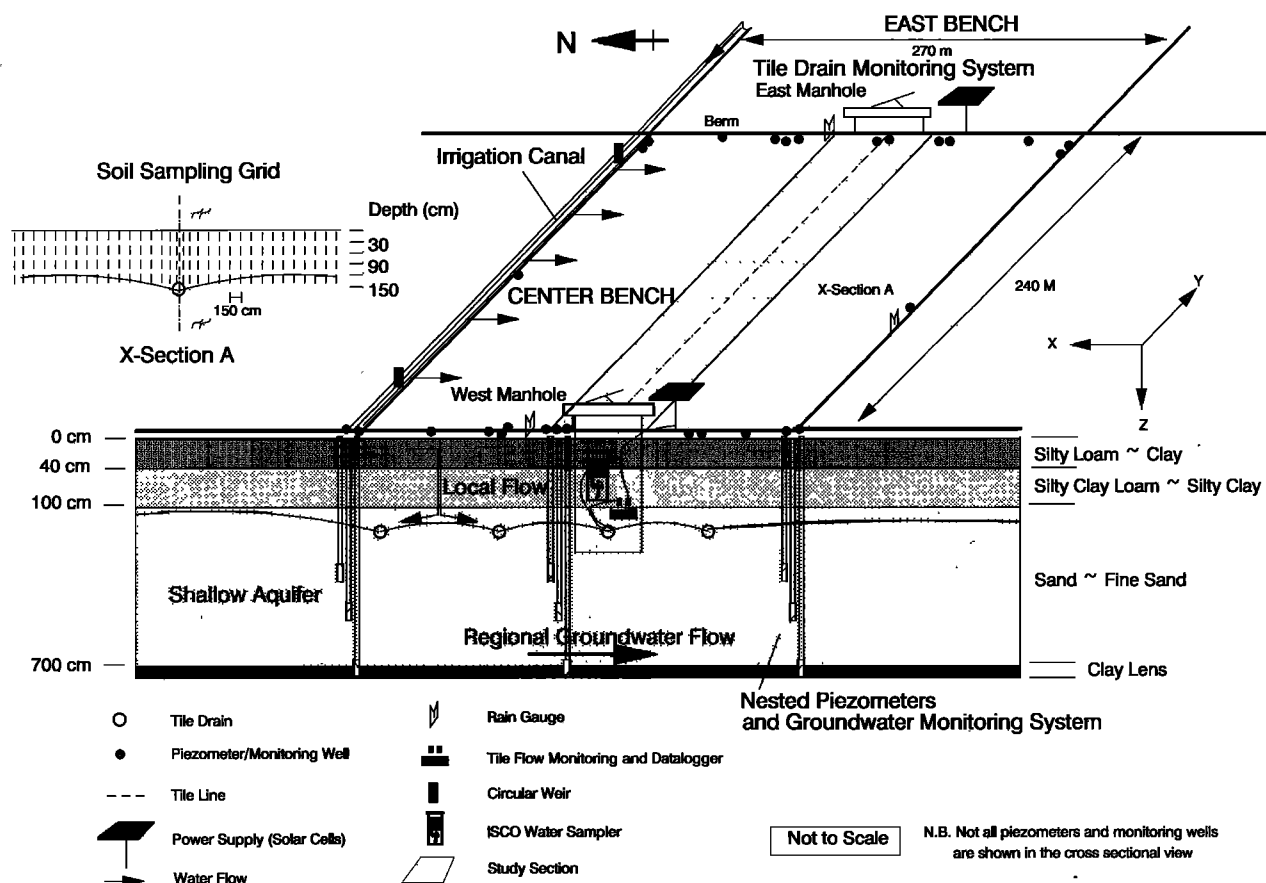 EAST BENCH
N
270 m
Tile Drain Monitoring System
East Manhole
Berm
Irrigation Canal
Soil Sampling Grid
Depth (cm)
30
90
150
150 cm
X-Section A
CENTER BENCH
X-Section A
240 M
Y
X
Z
West Manhole
0 cm
40 cm
100 cm
700 cm
Local Flow
Shallow Aquifer
Regional Groundwater Flow
Silty Loam ~ Clay
Silty Clay Loam ~ Silty Clay
Sand ~ Fine Sand
Clay Lens
Nested Piezometers
and Groundwater Monitoring System
Tile Drain
Piezometer/Monitoring Well
Tile Line
Power Supply (Solar Cells)
Water Flow
Rain Gauge
Tile Flow Monitoring and Datalogger
Circular Weir
ISCO Water Sampler
Study Section
Not to Scale
N.B. Not all piezometers and monitoring wells
are shown in the cross sectional view